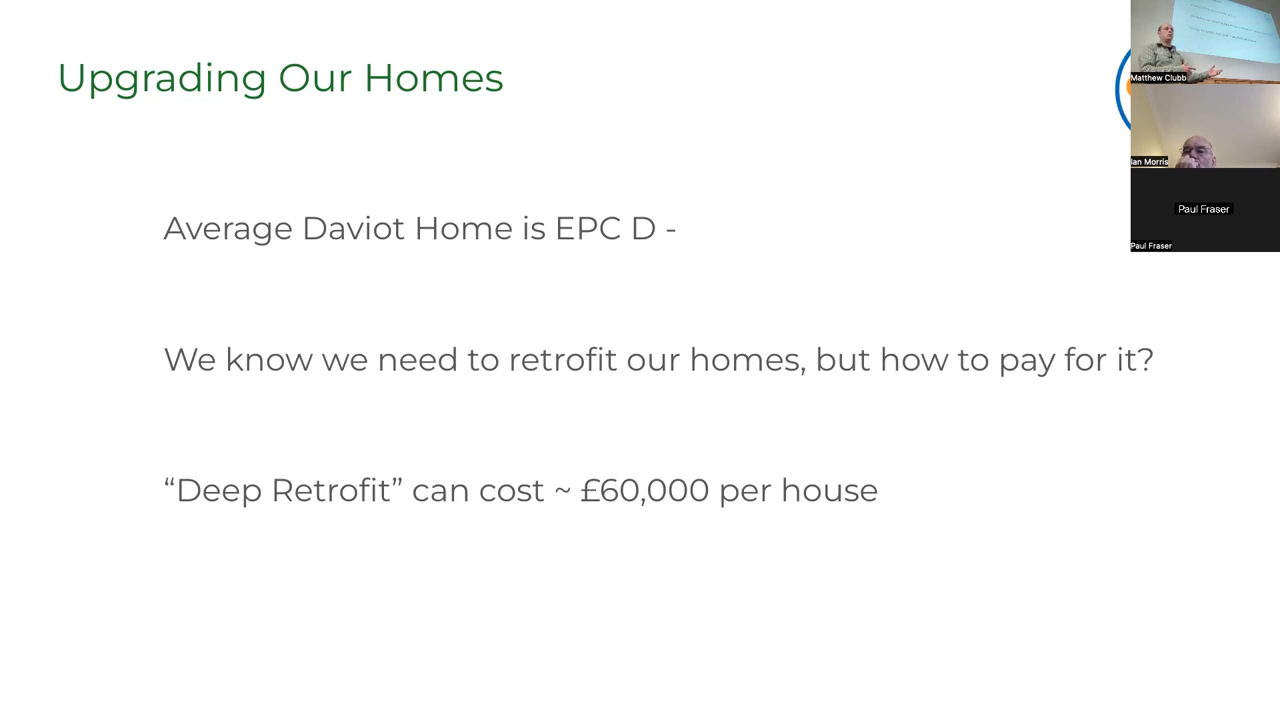 Upgrading Our Homes
Average Daviot Home is EPC D -
We know we need to retrofit our homes, but how to pay for it?
“Deep Retrofit” can cost ~ £60,000 per house
Matthew Clubb
Ian Morris
Paul Fraser
Paul Fraser